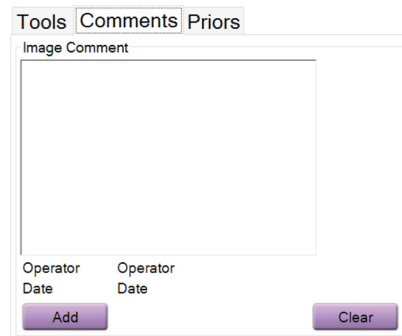 Tools Comments Priors
Image Comment
Operator Operator
Date Date
Add Clear